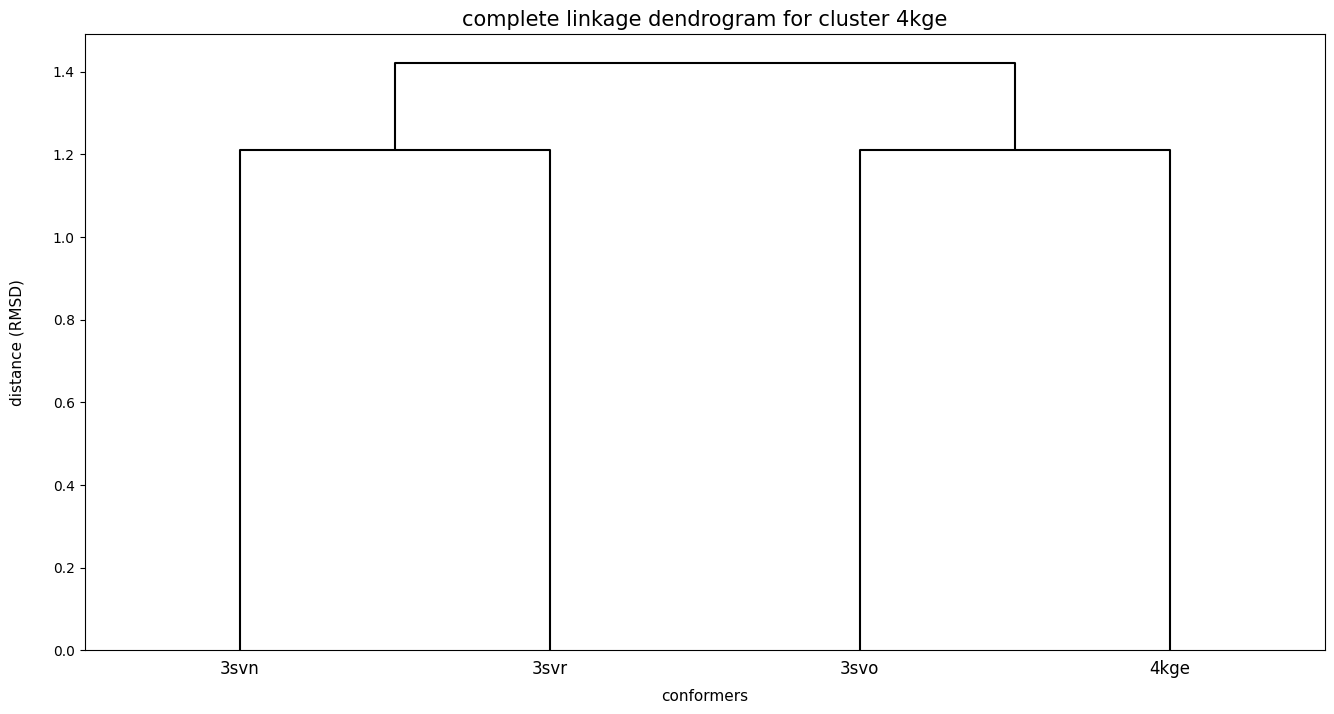 complete linkage dendrogram for cluster 4kge
1.4
1.2
1.0
0.8
0.6
0.4
0.2
0.0
distance (RMSD)
3svn 3svr 3svo 4kge
conformers